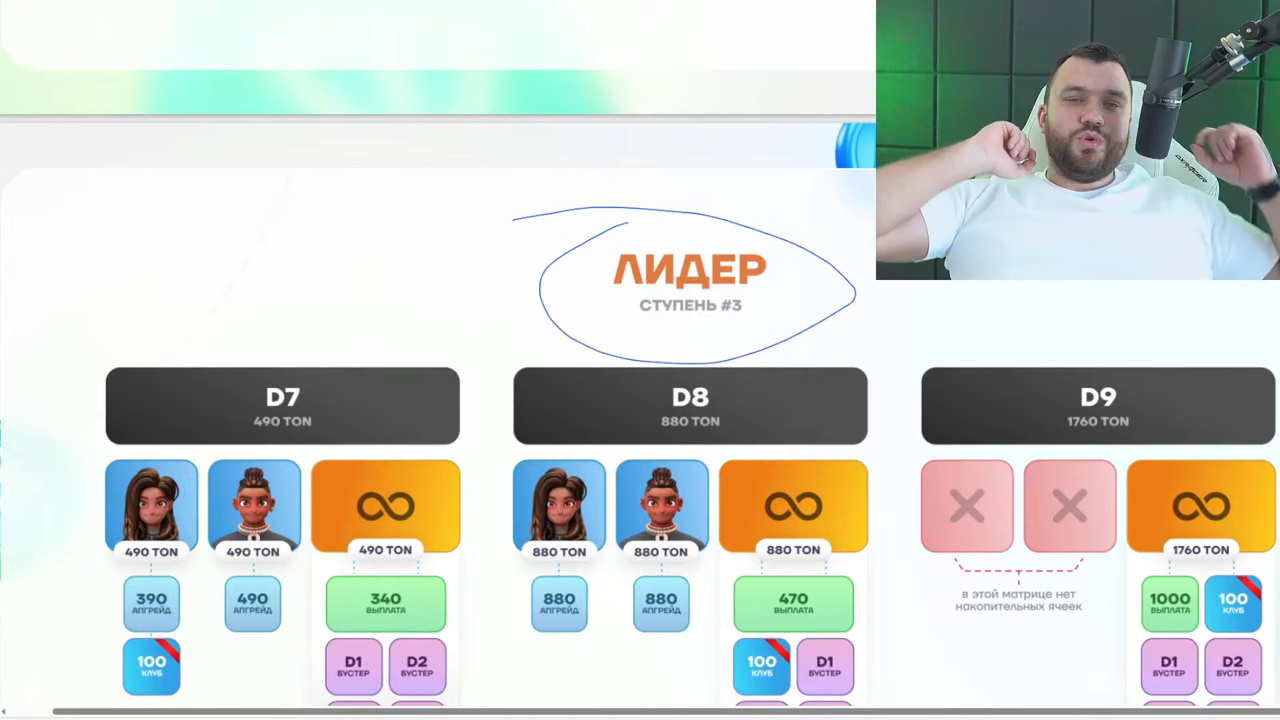 ЛИДЕР
СТУПЕНЬ #3
D7
490 TON
D8
880 TON
D9
1760 TON
490 TON
490 TON
490 TON
880 TON
880 TON
880 TON
1760 TON
390
АПГРЕЙД
490
АПГРЕЙД
340
ВЫПЛАТА
880
АПГРЕЙД
880
АПГРЕЙД
470
ВЫПЛАТА
в этой матрице нет
накопительных ячеек
1000
ВЫПЛАТА
100
КЛУБ
100
КЛУБ
D1
БУСТЕР
D2
БУСТЕР
100
КЛУБ
D1
БУСТЕР
D1
БУСТЕР
D2
БУСТЕР